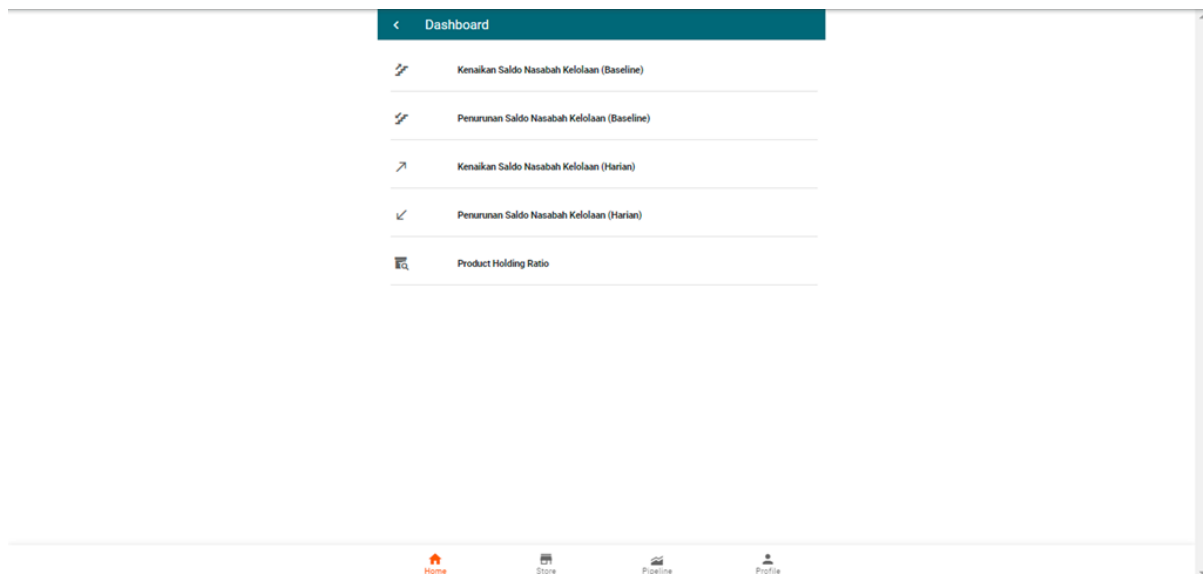 Dashboard
Kenaikan Saldo Nasabah Kelolaan (Baseline)
Penurunan Saldo Nasabah Kelolaan (Baseline)
Kenaikan Saldo Nasabah Kelolaan (Harian)
Penurunan Saldo Nasabah Kelolaan (Harian)
Product Holding Ratio
Home Store Pipeline Profile